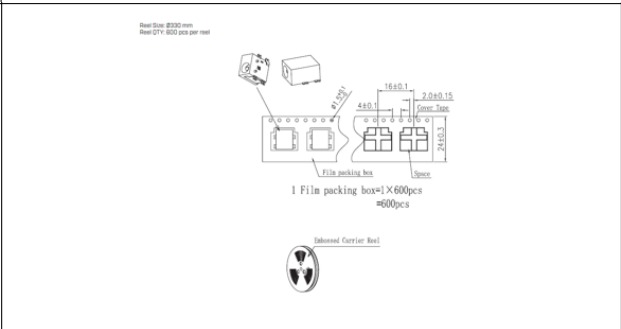 Reel Size: Ø330 mm
Reel QTY: 600 pcs per reel
16±0.1
2.0±0.15
4±0.1
Cover Tape
24±0.3
Film packing box
Space
1 Film packing box=1×600pcs
=600pcs
Embossed Carrier Reel